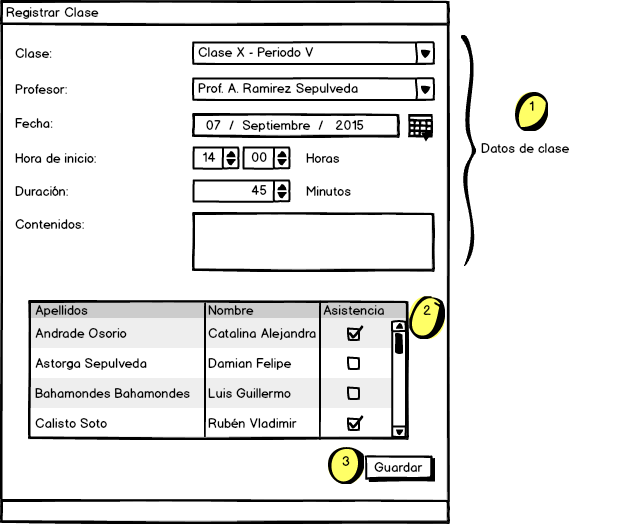 Registrar Clase
Clase: Clase X - Periodo V
Profesor: Prof. A. Ramirez Sepulveda
1
Fecha: 07 / Septiembre / 2015
Datos de clase
Hora de inicio: 14 00 Horas
Duración: 45 Minutos
Contenidos:
Apellidos Nombre Asistencia
2
Andrade Osorio Catalina Alejandra
Astorga Sepulveda Damian Felipe
Bahamondes Bahamondes Luis Guillermo
Calisto Soto Rubén Vladimir
3
Guardar